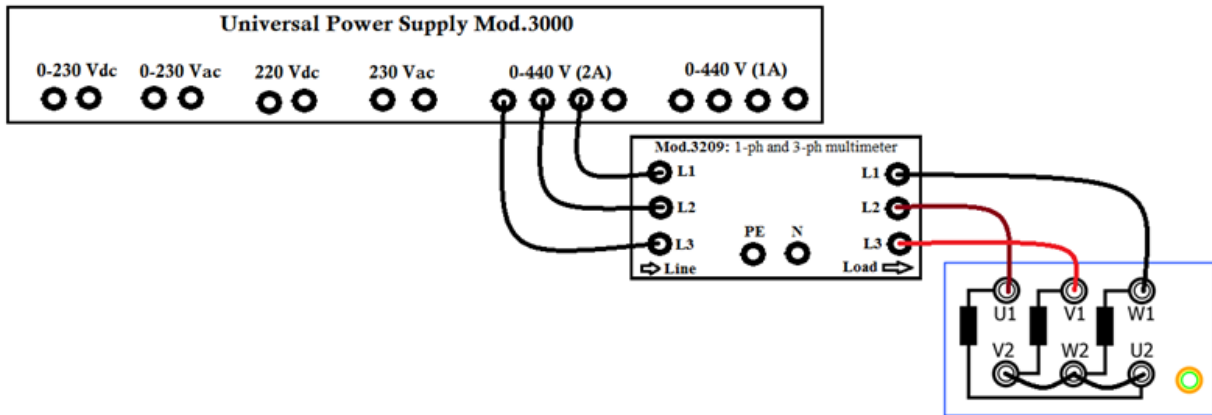 Universal Power Supply Mod.3000
0-230 Vdc 0-230 Vac 220 Vdc 230 Vac 0-440 V (2A) 0-440 V (1A)
Mod.3209: 1-ph and 3-ph multimeter
L1 L1
L2 L2
PE N
L3 L3
Line Load
U1 V1 W1
V2 W2 U2